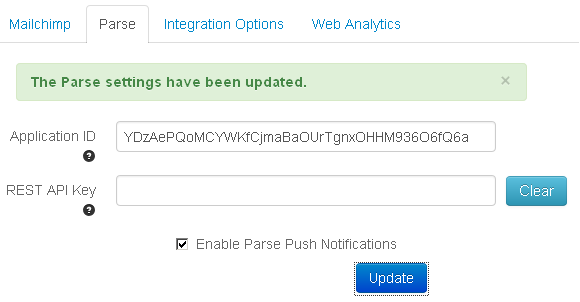 Mailchimp Parse Integration Options Web Analytics
The Parse settings have been updated. ×
Application ID YDzAePQoMCYWKfCjmaBaOUrTgnxOHHM936O6fQ6a
?
REST API Key Clear
?
Enable Parse Push Notifications
Update